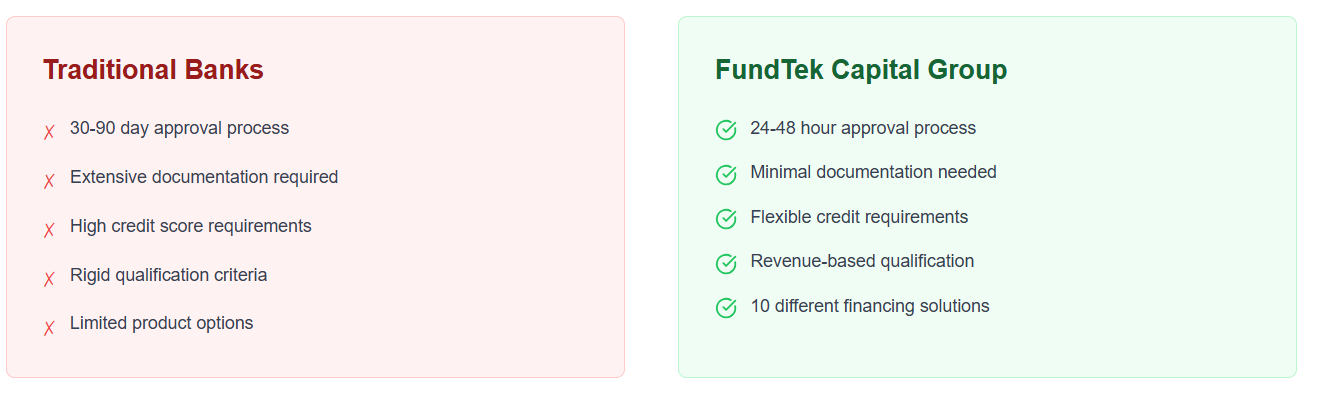 Traditional Banks
30-90 day approval process
Extensive documentation required
High credit score requirements
Rigid qualification criteria
Limited product options
FundTek Capital Group
24-48 hour approval process
Minimal documentation needed
Flexible credit requirements
Revenue-based qualification
10 different financing solutions